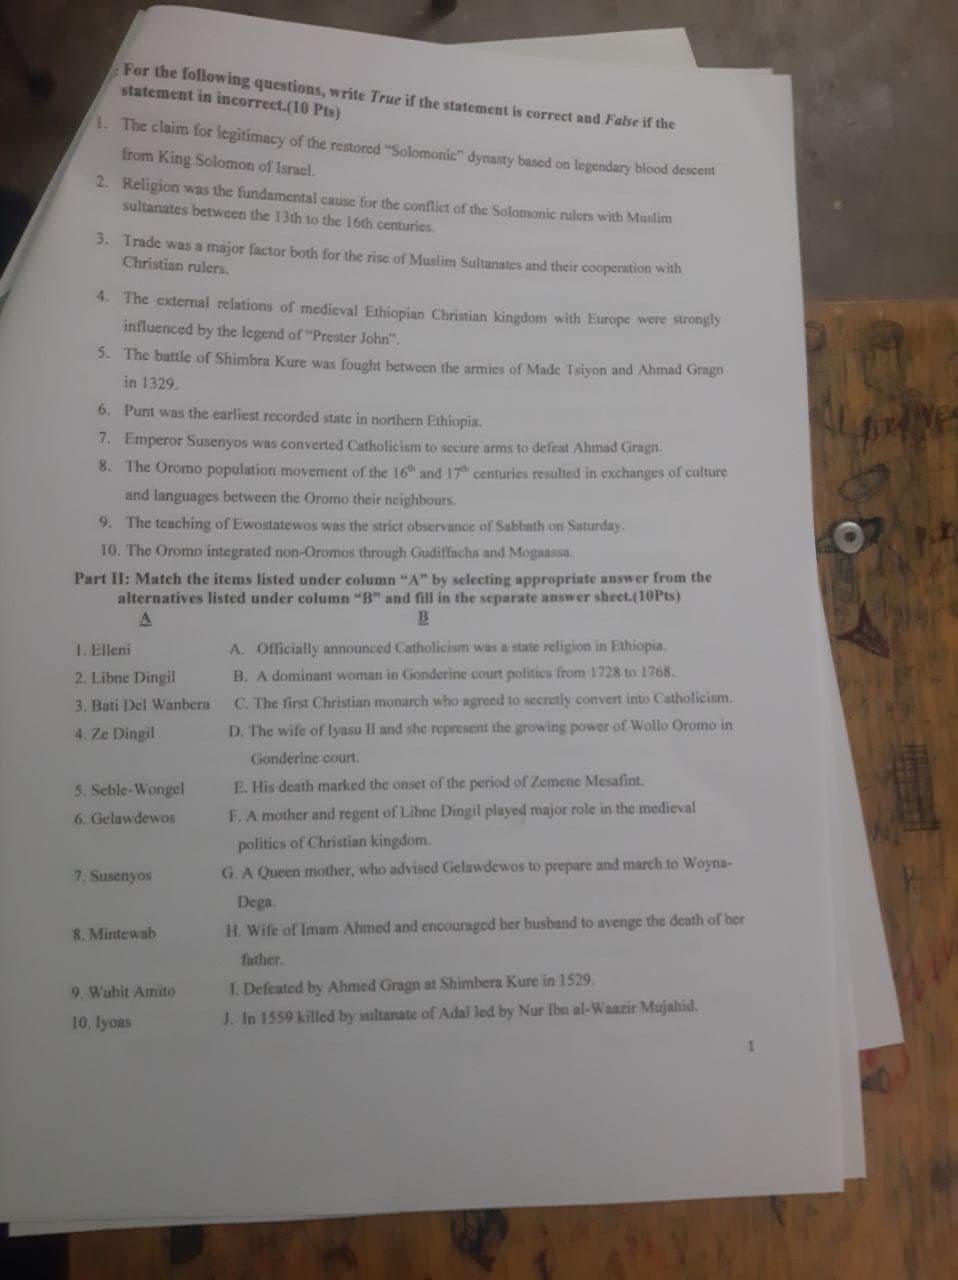 : For the following questions, write True if the statement is correct and False if the
statement in incorrect.(10 Pts)
1. The claim for legitimacy of the restored "Solomonic" dynasty based on legendary blood descent
from King Solomon of Israel.
2. Religion was the fundamental cause for the conflict of the Solomonic rulers with Muslim
sultanates between the 13th to the 16th centuries.
3. Trade was a major factor both for the rise of Muslim Sultanates and their cooperation with
Christian rulers.
4. The external relations of medieval Ethiopian Christian kingdom with Europe were strongly
influenced by the legend of "Prester John".
5. The battle of Shimbra Kure was fought between the armies of Made Tsiyon and Ahmad Gragn
in 1329.
6. Punt was the earliest recorded state in northern Ethiopia.
7. Emperor Susenyos was converted Catholicism to secure arms to defeat Ahmad Gragn.
8. The Oromo population movement of the 16th and 17th centuries resulted in exchanges of culture
and languages between the Oromo their neighbours.
9. The teaching of Ewostatewos was the strict observance of Sabbath on Saturday.
10. The Oromo integrated non-Oromos through Gudiffacha and Mogaassa.
Part II: Match the items listed under column "A" by selecting appropriate answer from the
alternatives listed under column "B" and fill in the separate answer sheet.(10Pts)
A B
1. Elleni A. Officially announced Catholicism was a state religion in Ethiopia.
2. Libne Dingil B. A dominant woman in Gonderine court politics from 1728 to 1768.
3. Bati Del Wanbera C. The first Christian monarch who agreed to secretly convert into Catholicism.
4. Ze Dingil D. The wife of Iyasu II and she represent the growing power of Wollo Oromo in
Gonderine court.
5. Seble-Wongel E. His death marked the onset of the period of Zemene Mesafint.
6. Gelawdewos F. A mother and regent of Libne Dingil played major role in the medieval
politics of Christian kingdom.
7. Susenyos G. A Queen mother, who advised Gelawdewos to prepare and march to Woyna-
Dega.
8. Mintewab H. Wife of Imam Ahmed and encouraged her husband to avenge the death of her
father.
9. Wubit Amito I. Defeated by Ahmed Gragn at Shimbera Kure in 1529.
10. Iyoas J. In 1559 killed by sultanate of Adal led by Nur Ibn al-Waazir Mujahid.
1